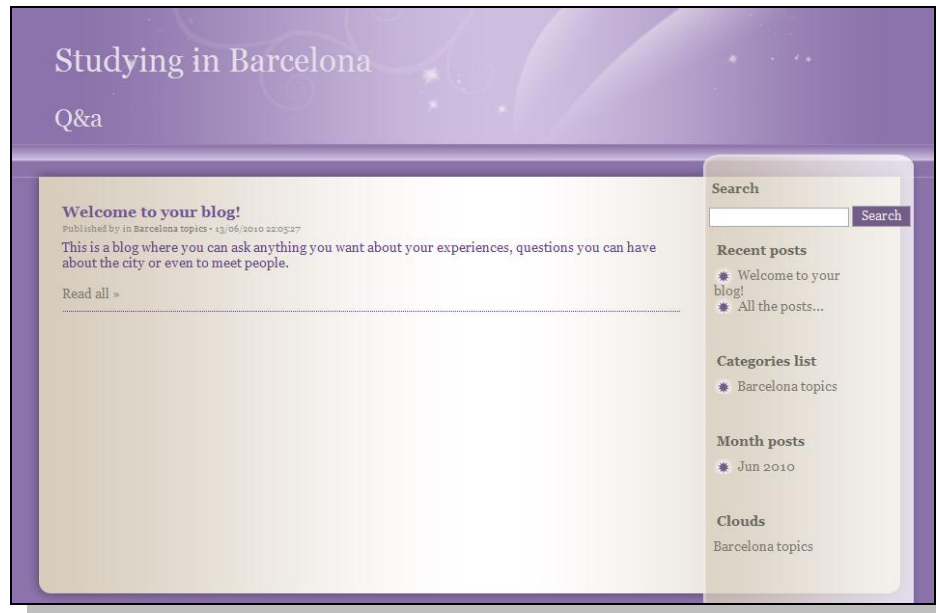 Studying in Barcelona
Q&a
Welcome to your blog!
Published by in Barcelona topics • 13/06/2010 22:05:27
This is a blog where you can ask anything you want about your experiences, questions you can have
about the city or even to meet people.
Read all »
Search
Search
Recent posts
Welcome to your
blog!
All the posts...
Categories list
Barcelona topics
Month posts
Jun 2010
Clouds
Barcelona topics